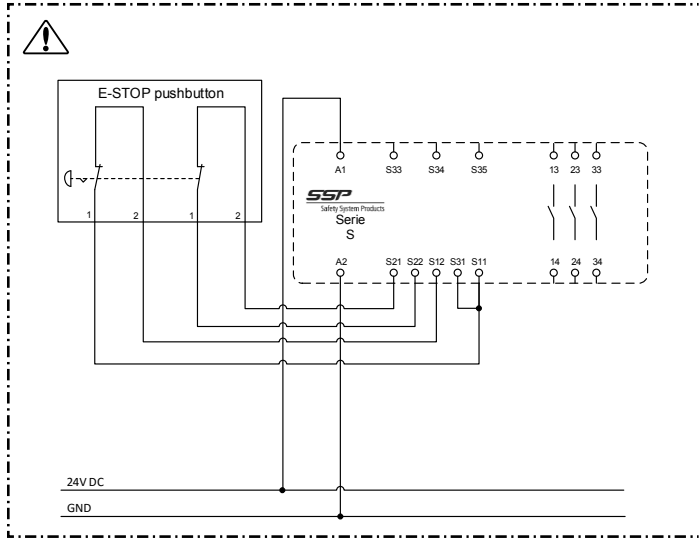 E-STOP pushbutton
1 2 1 2
A1 S33 S34 S35 13 23 33
SSP
Safety System Products
Serie
S
A2 S21 S22 S12 S31 S11 14 24 34
24V DC
GND